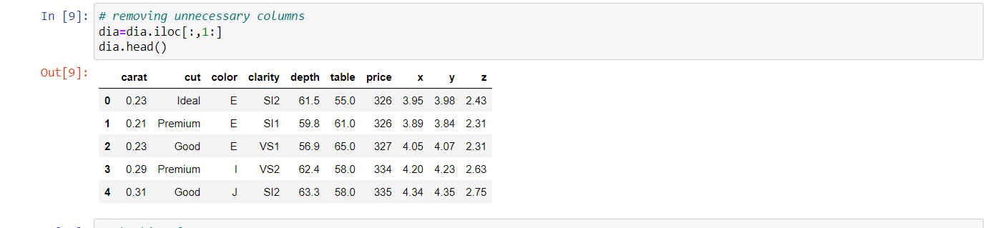 In [9]: # removing unnecessary columns
dia=dia.iloc[:,1:]
dia.head()
Out[9]:
carat cut color clarity depth table price x y z
0 0.23 Ideal E SI2 61.5 55.0 326 3.95 3.98 2.43
1 0.21 Premium E SI1 59.8 61.0 326 3.89 3.84 2.31
2 0.23 Good E VS1 56.9 65.0 327 4.05 4.07 2.31
3 0.29 Premium I VS2 62.4 58.0 334 4.20 4.23 2.63
4 0.31 Good J SI2 63.3 58.0 335 4.34 4.35 2.75